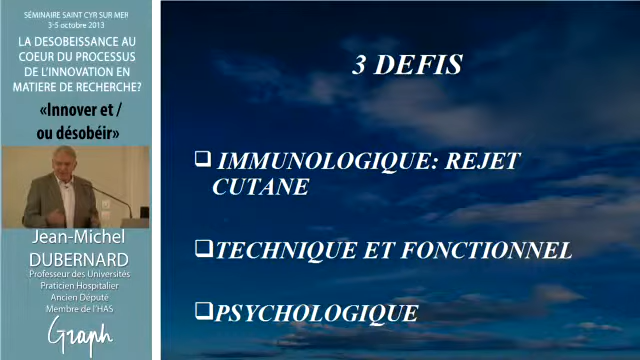 SÉMINAIRE SAINT CYR SUR MER
3-5 octobre 2013
LA DESOBEISSANCE AU
COEUR DU PROCESSUS
DE L'INNOVATION EN
MATIERE DE RECHERCHE?
«Innover et /
ou désobéir»
Jean-Michel
DUBERNARD
Professeur des Universités
Praticien Hospitalier
Ancien Député
Membre de l'HAS
Graph
3 DEFIS
IMMUNOLOGIQUE: REJET
CUTANE
TECHNIQUE ET FONCTIONNEL
PSYCHOLOGIQUE